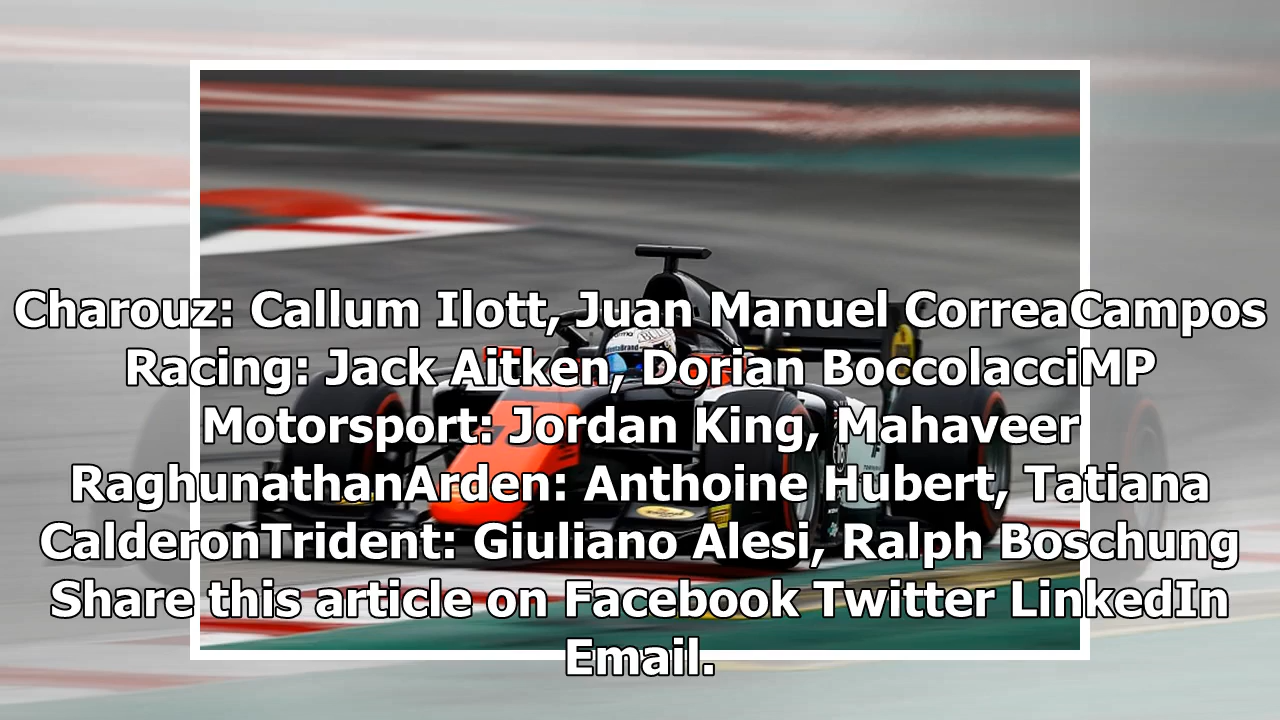 Charouz: Callum Ilott, Juan Manuel CorreaCampos
Racing: Jack Aitken, Dorian BoccolacciMP
Motorsport: Jordan King, Mahaveer
RaghunathanArden: Anthoine Hubert, Tatiana
CalderonTrident: Giuliano Alesi, Ralph Boschung
Share this article on Facebook Twitter LinkedIn
Email.